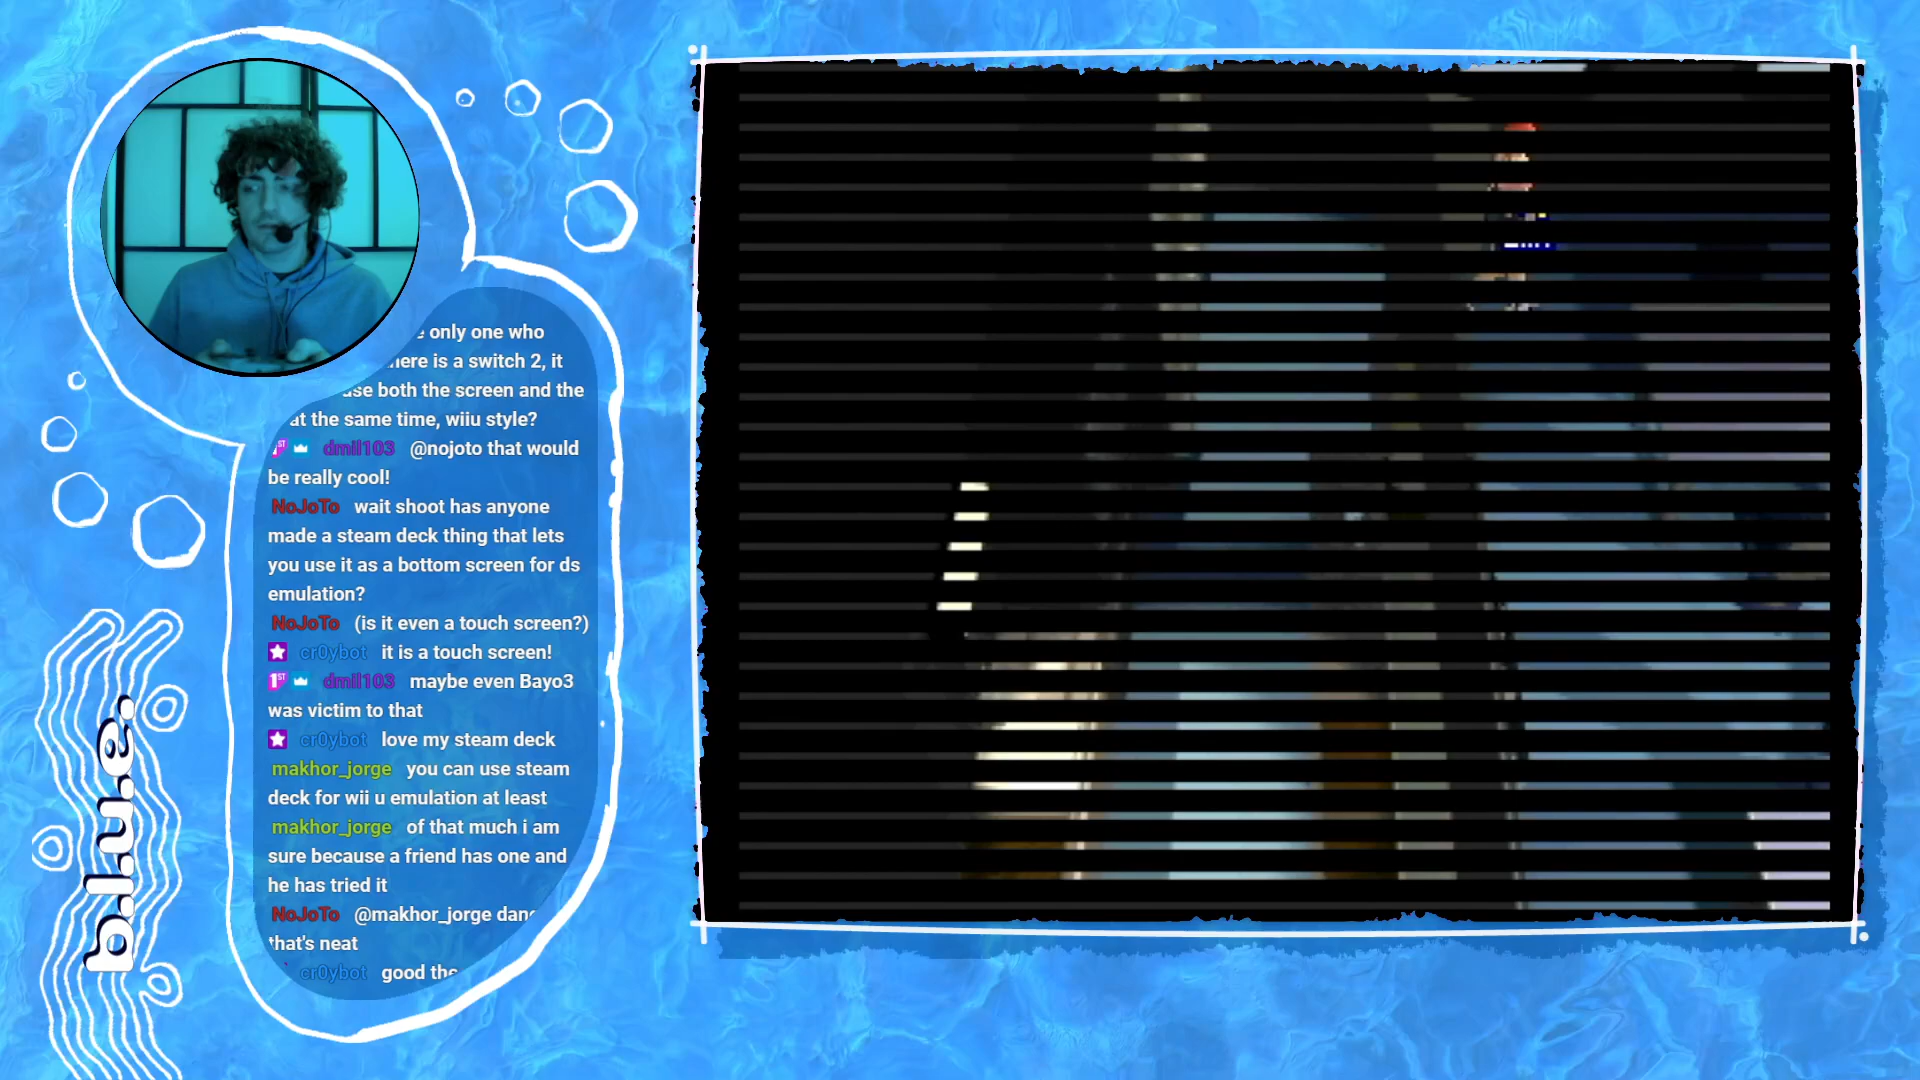 only one who
here is a switch 2, it
use both the screen and the
at the same time, wiiu style?
dmil103 @nojoto that would
be really cool!
NoJoTo wait shoot has anyone
made a steam deck thing that lets
you use it as a bottom screen for ds
emulation?
NoJoTo (is it even a touch screen?)
cr0ybot it is a touch screen!
1ST dmil103 maybe even Bayo3
was victim to that
cr0ybot love my steam deck
makhor_jorge you can use steam
deck for wii u emulation at least
makhor_jorge of that much i am
sure because a friend has one and
he has tried it
NoJoTo @makhor_jorge dang
that's neat
cr0ybot good the
b.l.u.e.